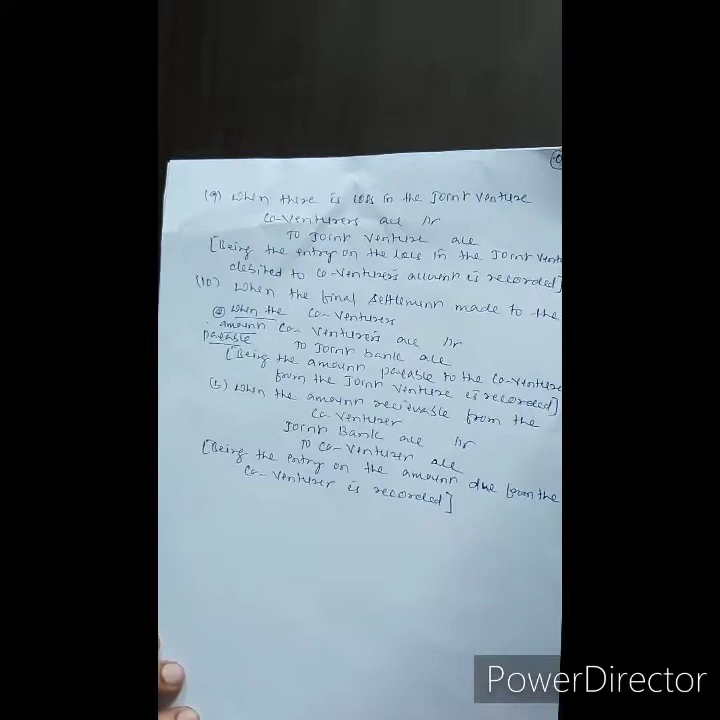 (9) When there is loss in the Joint Venture
Co-Venturers a/c Dr
To Joint Venture a/c
[Being the entry on the loss in the Joint Vent
debited to Co-Venturers account is recorded]
(10) When the final settlement made to the
Co-Venturers
(a) When the
amount
payable
Co-Venturers a/c Dr
To Joint bank a/c
[Being the amount payable to the Co-Venture
from the Joint Venture is recorded]
(b) When the amount receivable from the
Co-Venturer
Joint Bank a/c Dr
To Co-Venturer a/c
[Being the entry on the amount due from the
Co-Venturer is recorded]
PowerDirector